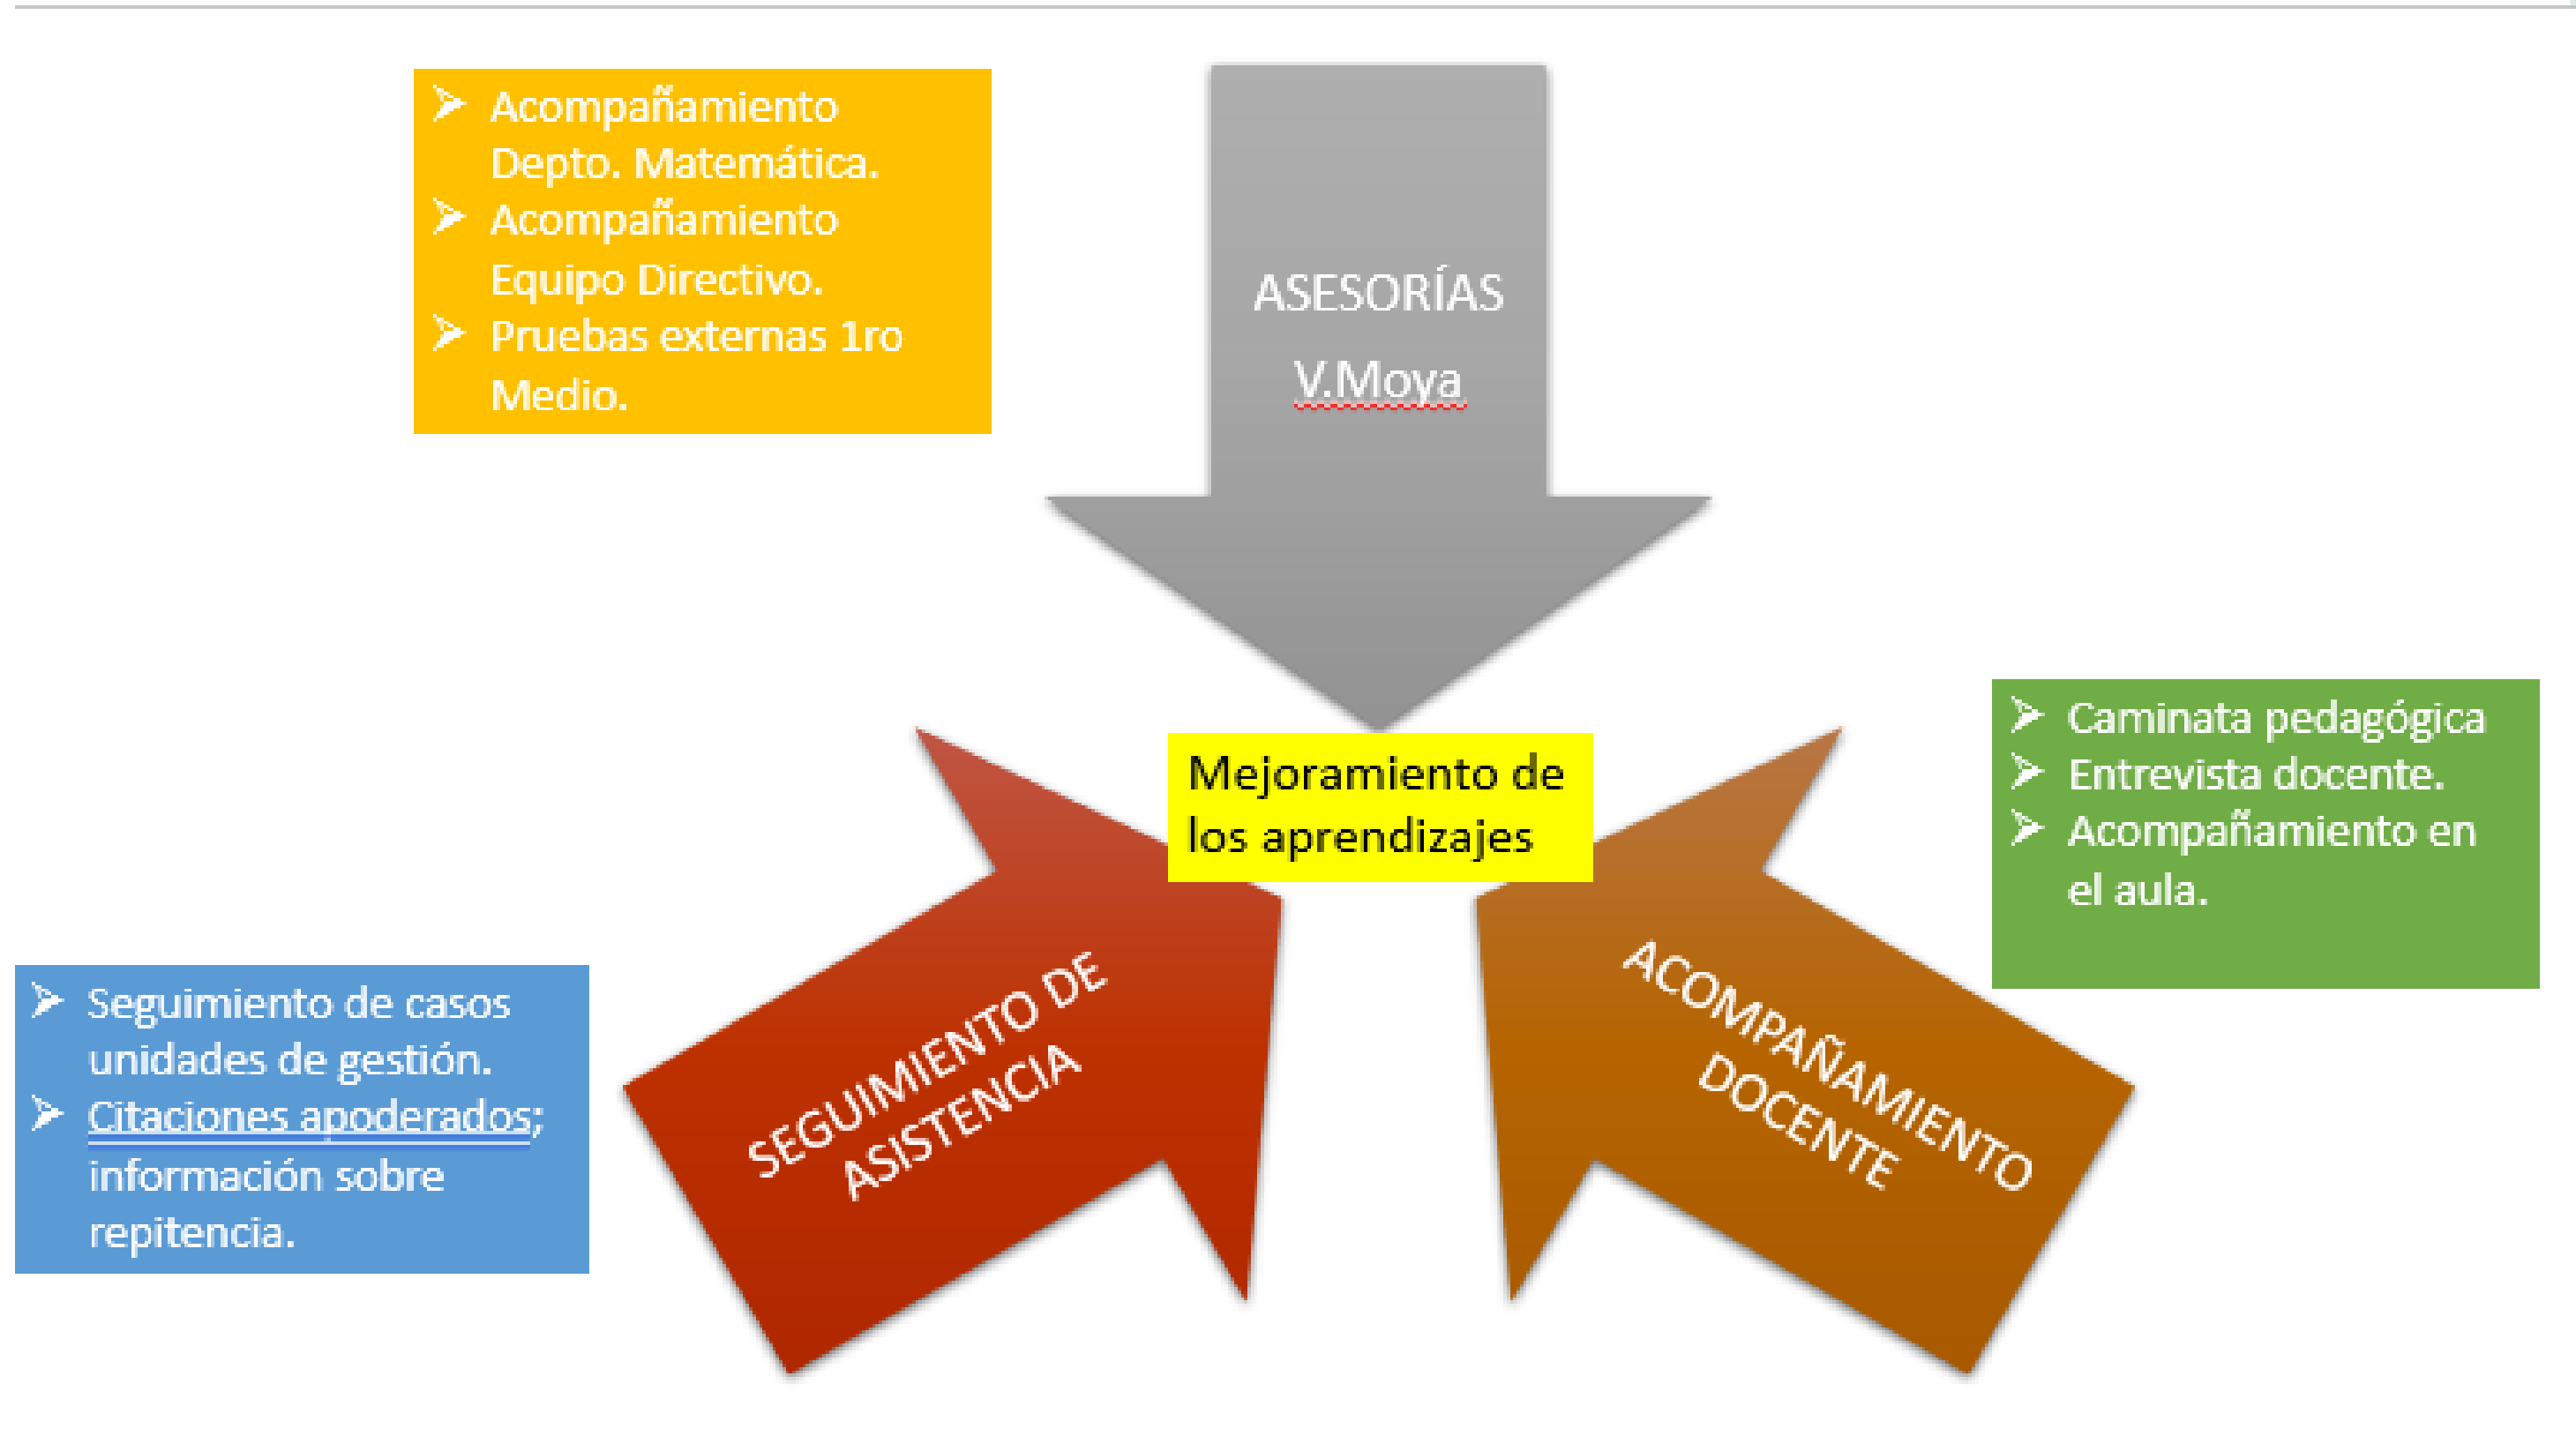 ➢ Acompañamiento
Depto. Matemática.
➢ Acompañamiento
Equipo Directivo.
➢ Pruebas externas 1ro
Medio.
ASESORÍAS
V.Moya
Mejoramiento de
los aprendizajes
➢ Caminata pedagógica
➢ Entrevista docente.
➢ Acompañamiento en
el aula.
➢ Seguimiento de casos
unidades de gestión.
➢ Citaciones apoderados;
información sobre
repitencia.
SEGUIMIENTO DE
ASISTENCIA
ACOMPAÑAMIENTO
DOCENTE